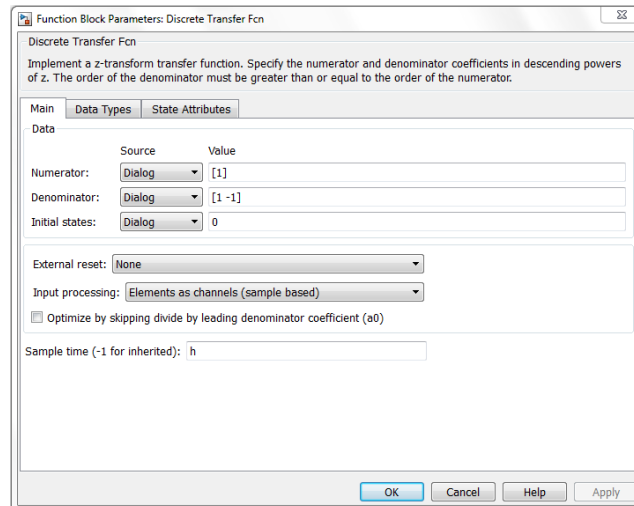 Function Block Parameters: Discrete Transfer Fcn
Discrete Transfer Fcn
Implement a z-transform transfer function. Specify the numerator and denominator coefficients in descending powers
of z. The order of the denominator must be greater than or equal to the order of the numerator.
Main Data Types State Attributes
Data
Source Value
Numerator: Dialog [1]
Denominator: Dialog [1 -1]
Initial states: Dialog 0
External reset: None
Input processing: Elements as channels (sample based)
Optimize by skipping divide by leading denominator coefficient (a0)
Sample time (-1 for inherited): h
OK Cancel Help Apply